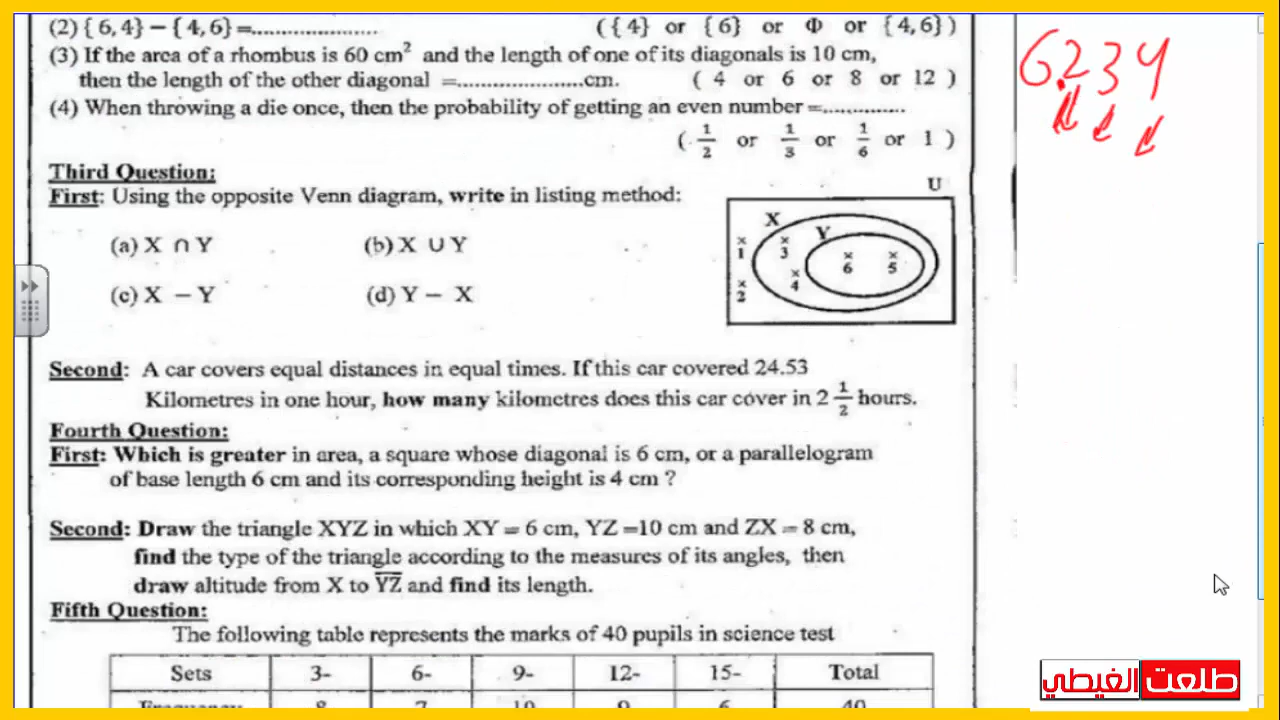 (2) { 6, 4} − {4, 6} =..................... ( { 4 } or { 6 } or Φ or { 4, 6} )
(3) If the area of a rhombus is 60 cm² and the length of one of its diagonals is 10 cm,
then the length of the other diagonal =.....................cm. ( 4 or 6 or 8 or 12 )
(4) When throwing a die once, then the probability of getting an even number =..............
( 1/2 or 1/3 or 1/6 or 1 )
6.234
Third Question:
First: Using the opposite Venn diagram, write in listing method:
(a) X ∩ Y (b) X ∪ Y
(c) X − Y (d) Y − X
U
X
Y
× 1
× 3
× 6
× 5
× 4
× 2
Second: A car covers equal distances in equal times. If this car covered 24.53
Kilometres in one hour, how many kilometres does this car cover in 2 1/2 hours.
Fourth Question:
First: Which is greater in area, a square whose diagonal is 6 cm, or a parallelogram
of base length 6 cm and its corresponding height is 4 cm ?
Second: Draw the triangle XYZ in which XY = 6 cm, YZ =10 cm and ZX = 8 cm,
find the type of the triangle according to the measures of its angles, then
draw altitude from X to Y̅Z̅ and find its length.
Fifth Question:
The following table represents the marks of 40 pupils in science test
Sets 3- 6- 9- 12- 15- Total
طلعت الغيطي